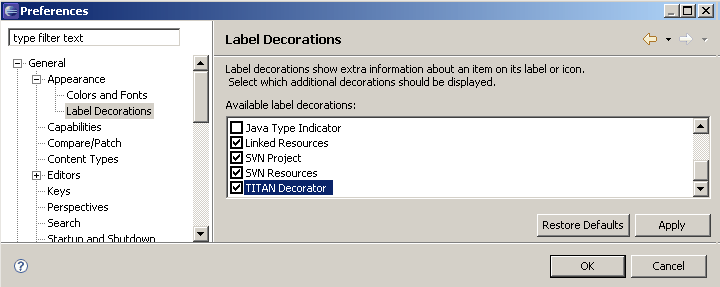 Preferences
type filter text
General
Appearance
Colors and Fonts
Label Decorations
Capabilities
Compare/Patch
Content Types
Editors
Keys
Perspectives
Search
Startup and Shutdown
Label Decorations
Label decorations show extra information about an item on its label or icon.
Select which additional decorations should be displayed.
Available label decorations:
Java Type Indicator
Linked Resources
SVN Project
SVN Resources
TITAN Decorator
Restore Defaults
Apply
?
OK
Cancel